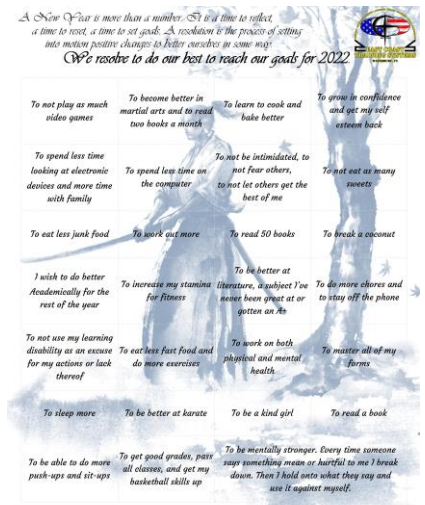 A New Year is more than a number. It is a time to reflect,
a time to reset, a time to set goals. A resolution is the process of setting
into motion positive changes to better ourselves in some way.
We resolve to do our best to reach our goals for 2022
EAST COAST
TRAINING SYSTEMS
To not play as much
video games
To become better in
martial arts and to read
two books a month
To learn to cook and
bake better
To grow in confidence
and get my self
esteem back
To spend less time
looking at electronic
devices and more time
with family
To spend less time on
the computer
To not be intimidated, to
not fear others,
to not let others get the
best of me
To not eat as many
sweets
To eat less junk food
To work out more
To read 50 books
To break a coconut
I wish to do better
Academically for the
rest of the year
To increase my stamina
for fitness
To be better at
literature, a subject I've
never been great at or
gotten an A+
To do more chores and
to stay off the phone
To not use my learning
disability as an excuse
for my actions or lack
thereof
To eat less fast food and
do more exercises
To work on both
physical and mental
health
To master all of my
forms
To sleep more
To be better at karate
To be a kind girl
To read a book
To be able to do more
push-ups and sit-ups
To get good grades, pass
all classes, and get my
basketball skills up
To be mentally stronger. Every time someone
says something mean or hurtful to me I break
down. Then I hold onto what they say and
use it against myself.